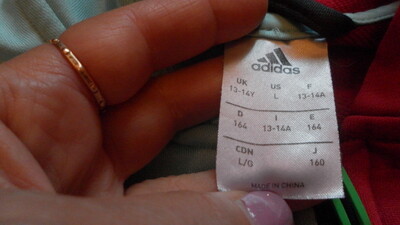 adidas
UK US F
13-14Y L 13-14A
D I E
164 13-14A 164
CDN J
L/G 160
MADE IN CHINA